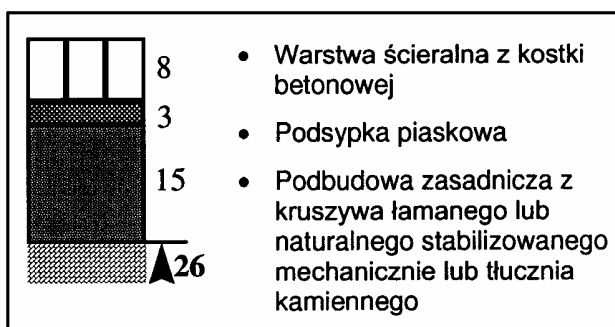 8
3
15
26
• Warstwa ścieralna z kostki
betonowej
• Podsypka piaskowa
• Podbudowa zasadnicza z
kruszywa łamanego lub
naturalnego stabilizowanego
mechanicznie lub tłucznia
kamiennego